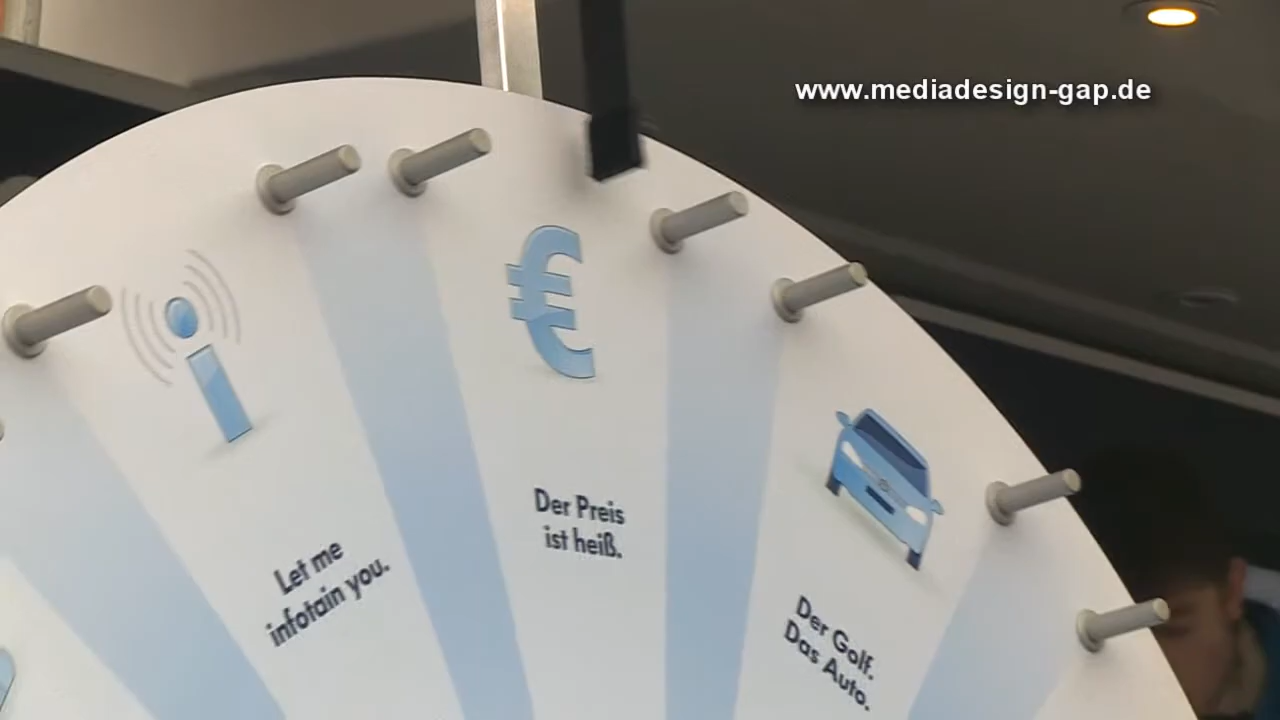 www.mediadesign-gap.de
€
Let me
infotain you.
Der Preis
ist heiß.
Der Golf.
Das Auto.